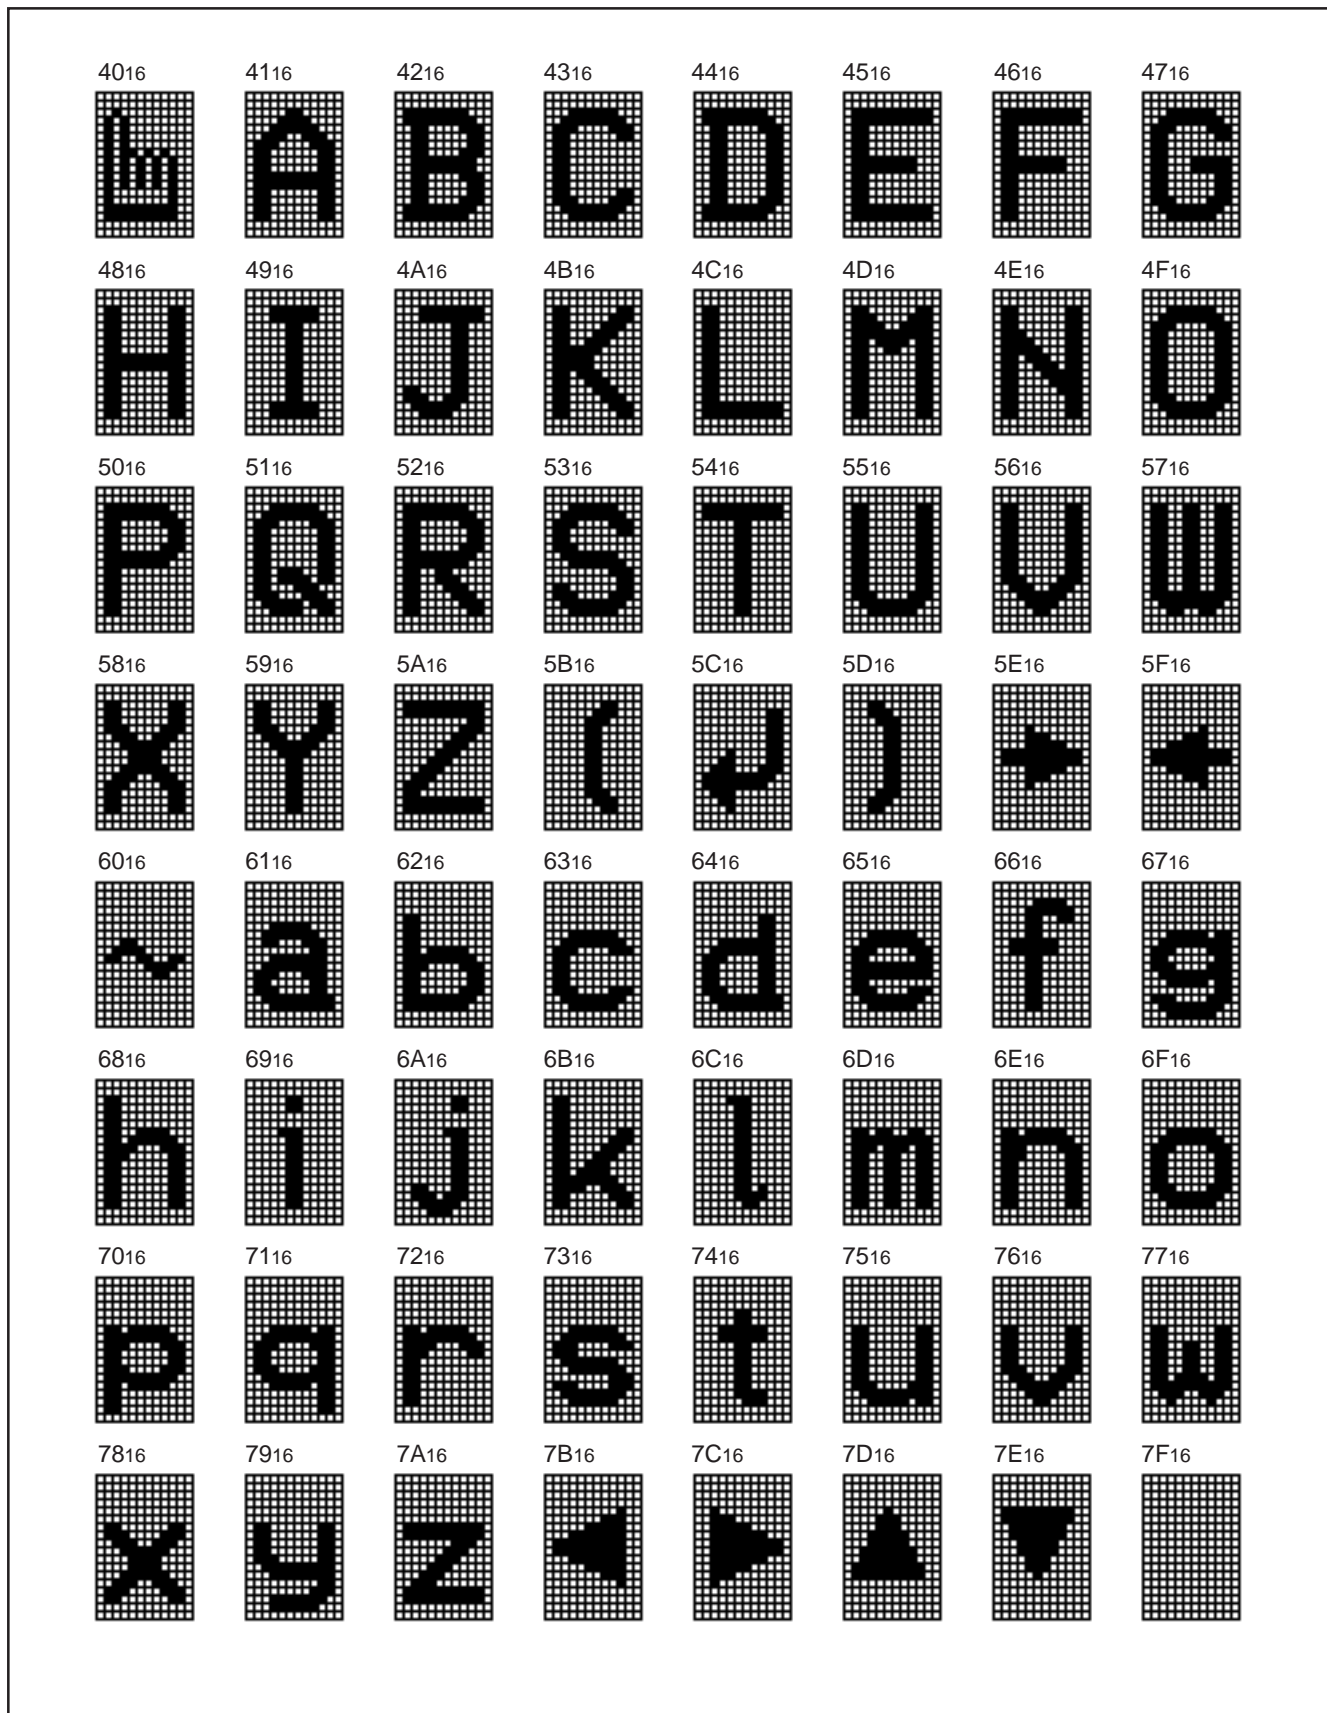 4016 4116 4216 4316 4416 4516 4616 4716
A B C D E F G
4816 4916 4A16 4B16 4C16 4D16 4E16 4F16
H I J K L M N O
5016 5116 5216 5316 5416 5516 5616 5716
P Q R S T U V W
5816 5916 5A16 5B16 5C16 5D16 5E16 5F16
X Y Z ( ↵ ) → ←
6016 6116 6216 6316 6416 6516 6616 6716
~ a b c d e f g
6816 6916 6A16 6B16 6C16 6D16 6E16 6F16
h i j k l m n o
7016 7116 7216 7316 7416 7516 7616 7716
p q r s t u v w
7816 7916 7A16 7B16 7C16 7D16 7E16 7F16
x y z ◀ ▶ ▲ ▼